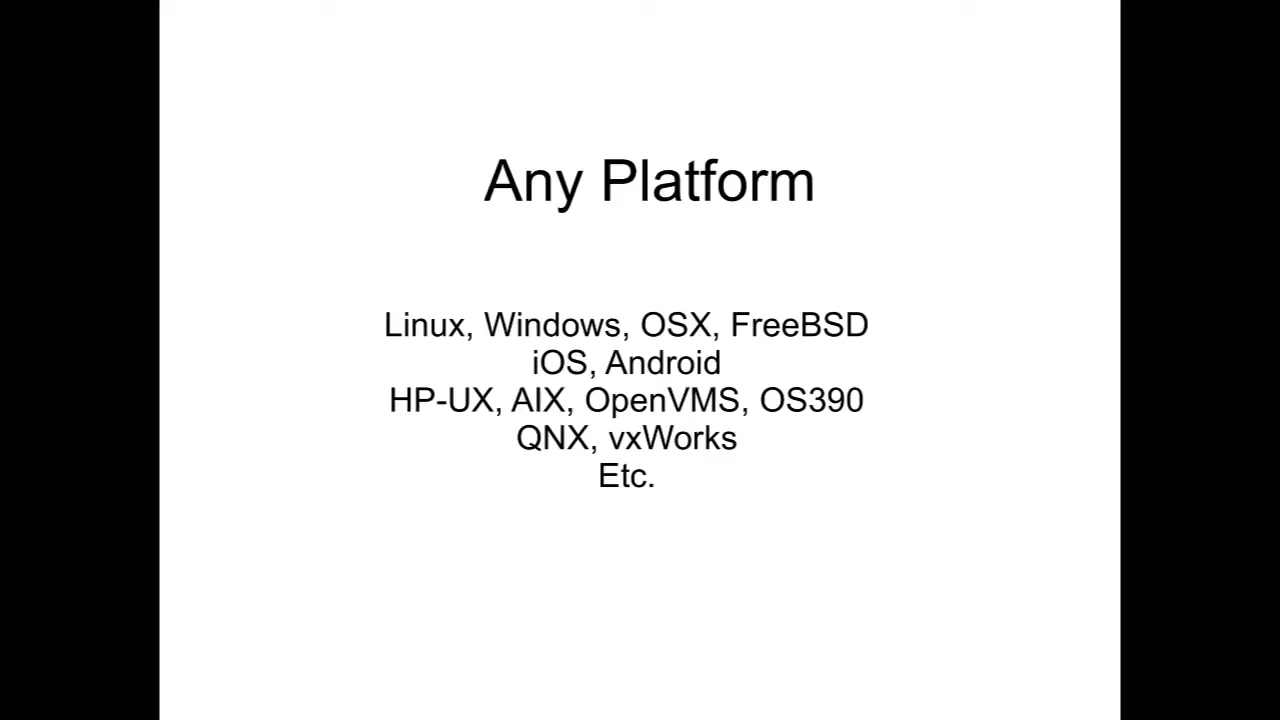 Any Platform
Linux, Windows, OSX, FreeBSD
iOS, Android
HP-UX, AIX, OpenVMS, OS390
QNX, vxWorks
Etc.